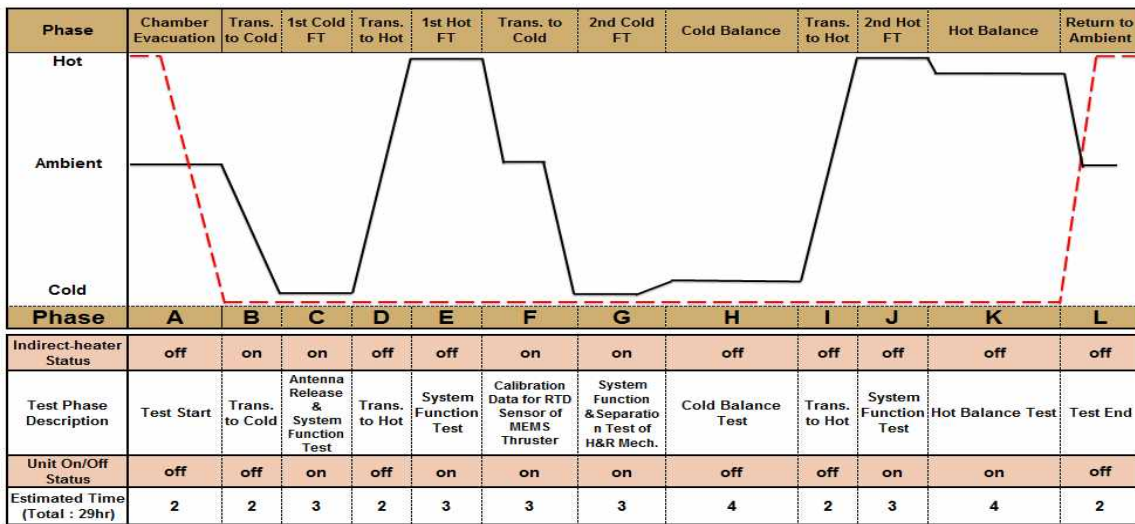 Phase
Chamber
Evacuation
Trans.
to Cold
1st Cold
FT
Trans.
to Hot
1st Hot
FT
Trans. to
Cold
2nd Cold
FT
Cold Balance
Trans.
to Hot
2nd Hot
FT
Hot Balance
Return to
Ambient
Hot
Ambient
Cold
Phase A B C D E F G H I J K L
Indirect-heater
Status
off on on off off on on off off off off off
Test Phase
Description
Test Start
Trans.
to Cold
Antenna
Release
&
System
Function
Test
Trans.
to Hot
System
Function
Test
Calibration
Data for RTD
Sensor of
MEMS
Thruster
System
Function
&Separatio
n Test of
H&R Mech.
Cold Balance
Test
Trans.
to Hot
System
Function
Test
Hot Balance Test
Test End
Unit On/Off
Status
off off on off on on on on off on on off
Estimated Time
(Total : 29hr)
2 2 3 2 3 3 3 4 2 3 4 2